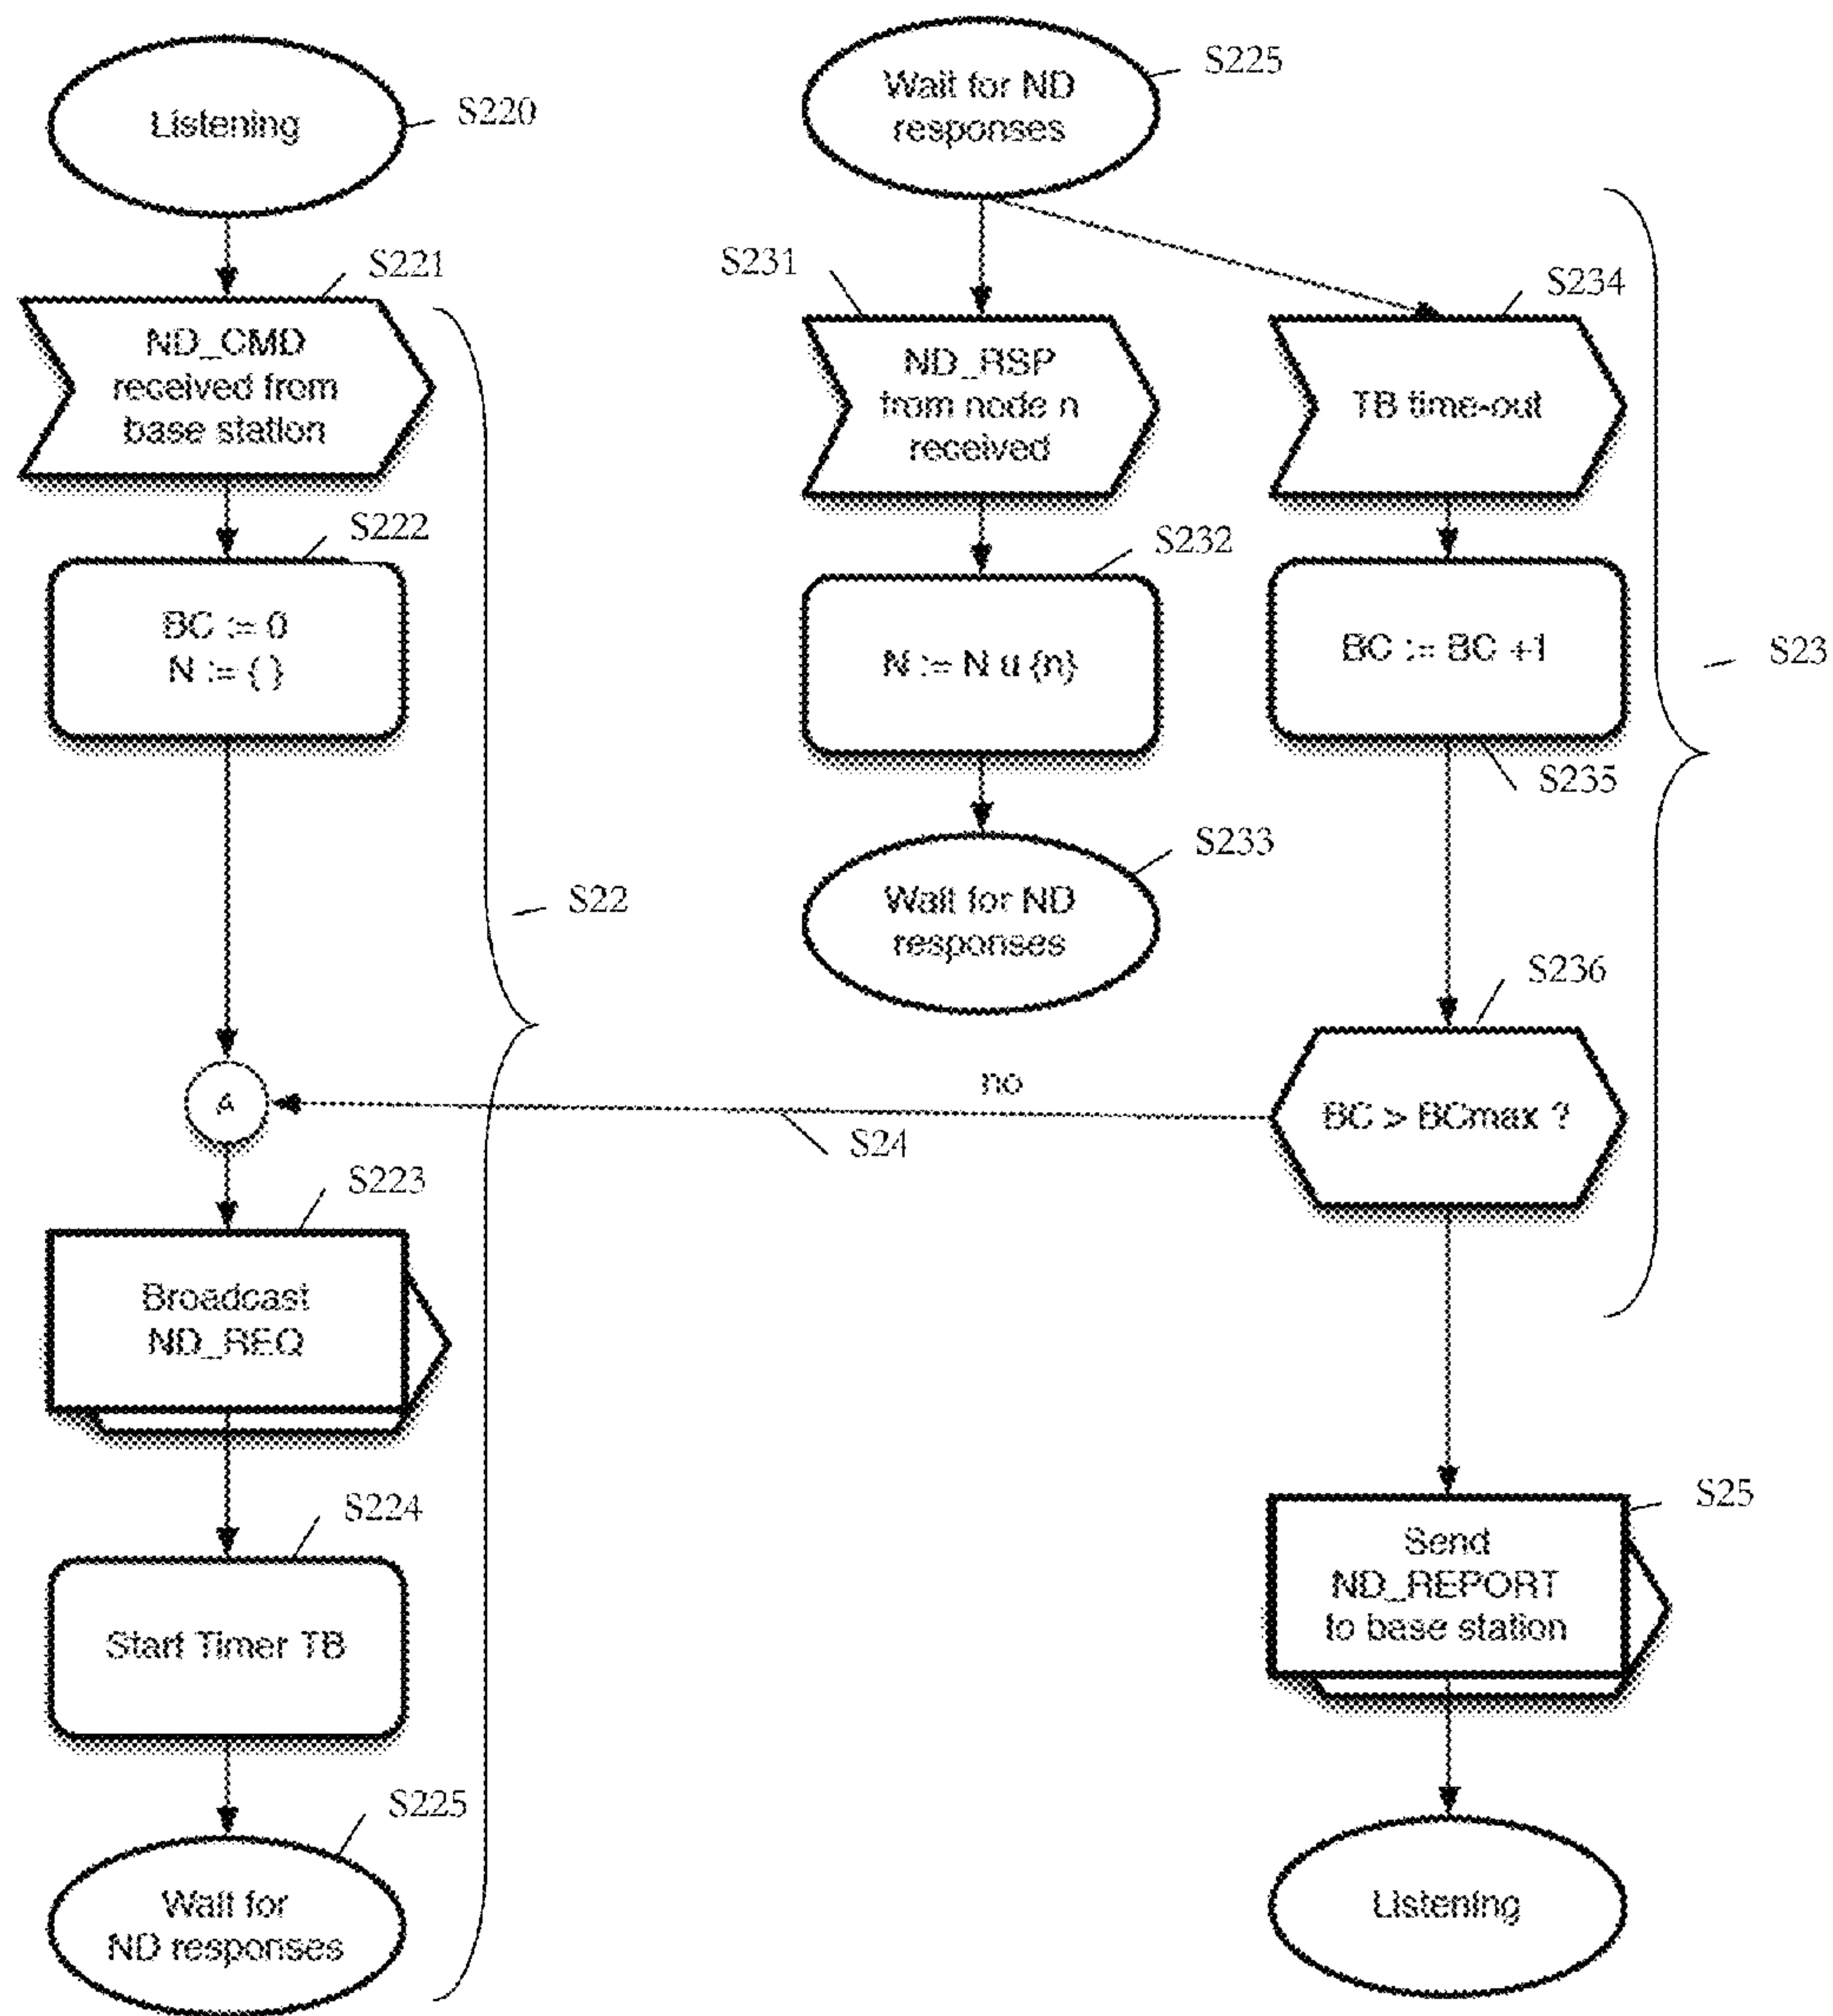 Listening
S220
S221
ND_CMD
received from
base station
S222
BC := 0
N := { }
S22
A
S223
Broadcast
ND_REQ
S224
Start Timer TB
S225
Wait for
ND responses
Wait for ND
responses
S225
S231
ND_RSP
from node n
received
S232
N := N u {n}
S233
Wait for ND
responses
S234
TB time-out
BC := BC +1
S235
S23
S236
BC > BCmax ?
no
S24
S25
Send
ND_REPORT
to base station
Listening